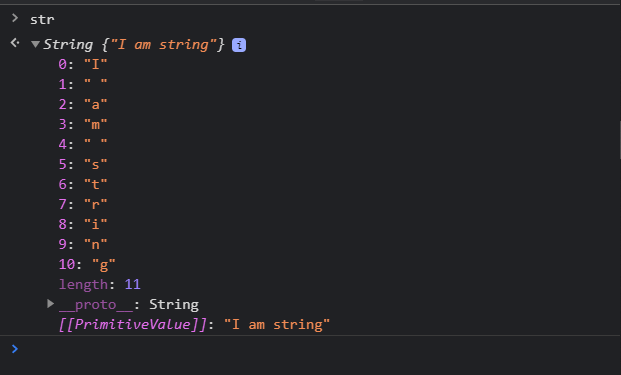 > str
String {"I am string"} i
0: "I"
1: " "
2: "a"
3: "m"
4: " "
5: "s"
6: "t"
7: "r"
8: "i"
9: "n"
10: "g"
length: 11
__proto__: String
[[PrimitiveValue]]: "I am string"
>